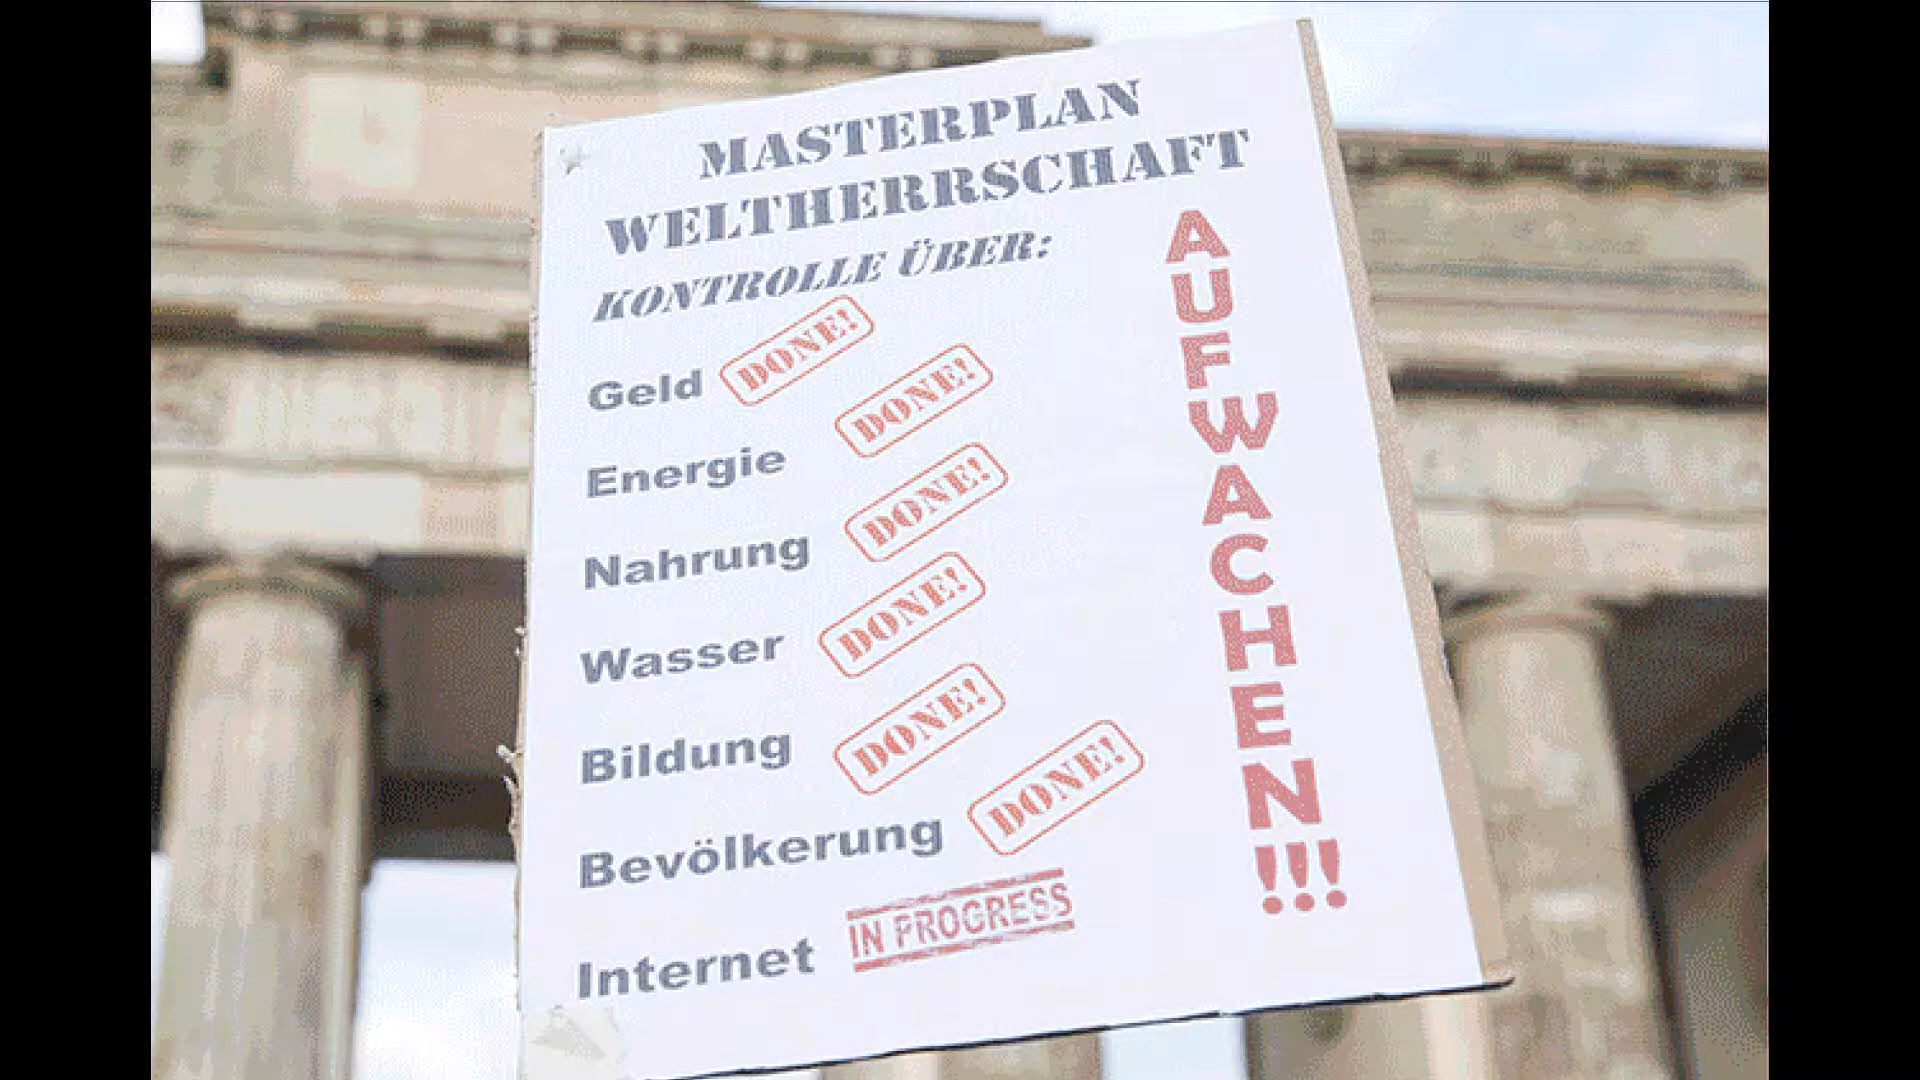 MASTERPLAN
WELTHERRSCHAFT
KONTROLLE ÜBER:
Geld DONE!
Energie DONE!
Nahrung DONE!
Wasser DONE!
Bildung DONE!
Bevölkerung DONE!
Internet IN PROGRESS
AUFWACHEN!!!